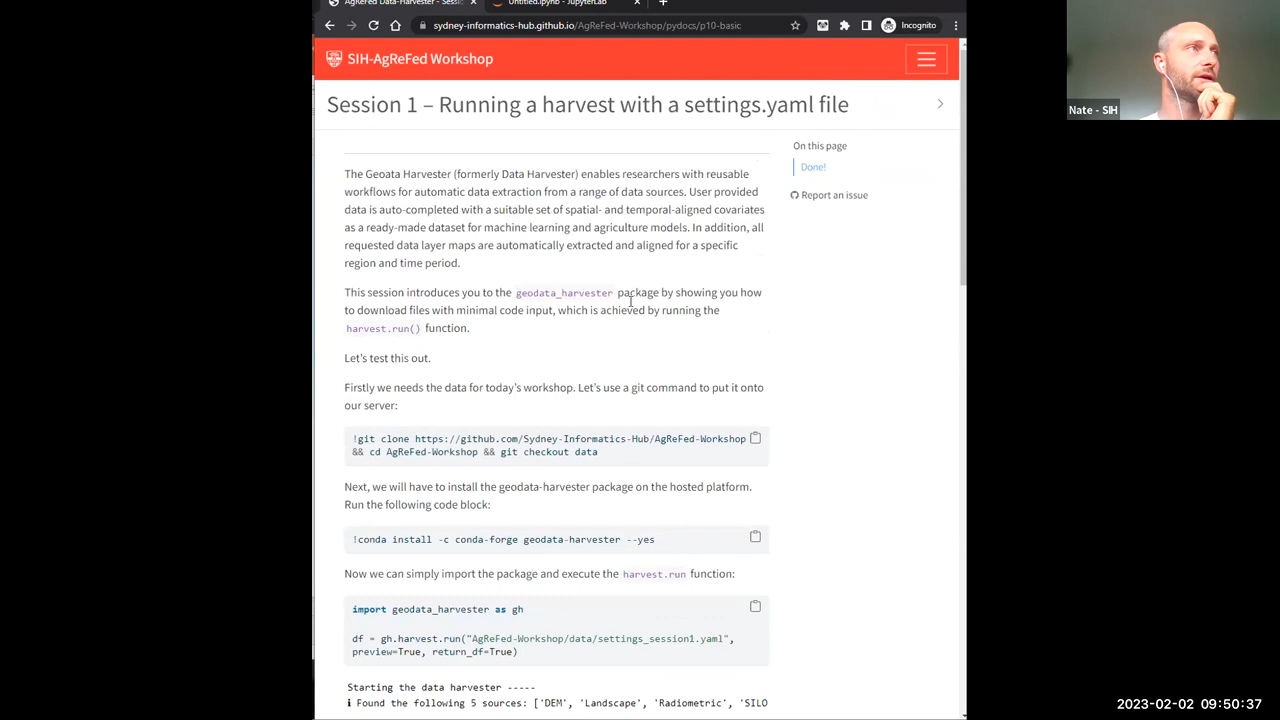 AgReFed Data-Harvester - Sessi
Untitled.ipynb - JupyterLab
sydney-informatics-hub.github.io/AgReFed-Workshop/pydocs/p10-basic
Incognito
SIH-AgReFed Workshop
Session 1 – Running a harvest with a settings.yaml file
On this page
Done!
Report an issue
The Geoata Harvester (formerly Data Harvester) enables researchers with reusable
workflows for automatic data extraction from a range of data sources. User provided
data is auto-completed with a suitable set of spatial- and temporal-aligned covariates
as a ready-made dataset for machine learning and agriculture models. In addition, all
requested data layer maps are automatically extracted and aligned for a specific
region and time period.
This session introduces you to the geodata_harvester package by showing you how
to download files with minimal code input, which is achieved by running the
harvest.run() function.
Let's test this out.
Firstly we needs the data for today's workshop. Let's use a git command to put it onto
our server:
!git clone https://github.com/Sydney-Informatics-Hub/AgReFed-Workshop
&& cd AgReFed-Workshop && git checkout data
Next, we will have to install the geodata-harvester package on the hosted platform.
Run the following code block:
!conda install -c conda-forge geodata-harvester --yes
Now we can simply import the package and execute the harvest.run function:
import geodata_harvester as gh
df = gh.harvest.run("AgReFed-Workshop/data/settings_session1.yaml",
preview=True, return_df=True)
Starting the data harvester -----
ℹ Found the following 5 sources: ['DEM', 'Landscape', 'Radiometric', 'SILO
Nate - SIH
2023-02-02 09:50:37